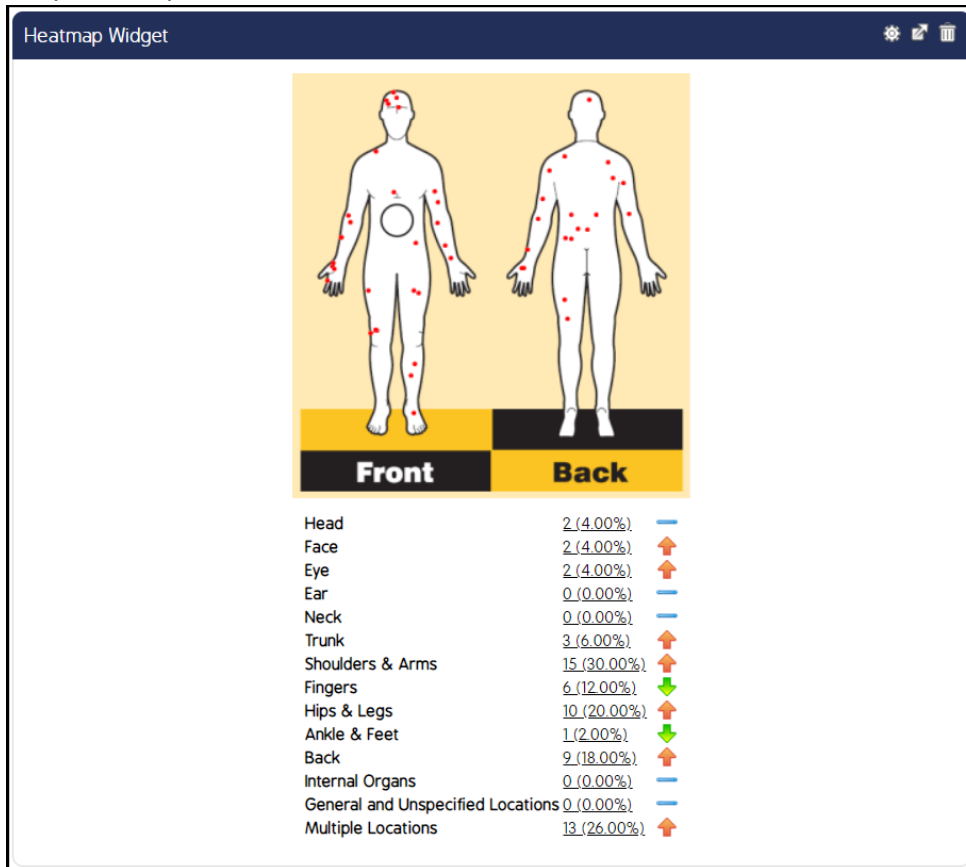 Heatmap Widget
Front Back
Head 2 (4.00%)
Face 2 (4.00%)
Eye 2 (4.00%)
Ear 0 (0.00%)
Neck 0 (0.00%)
Trunk 3 (6.00%)
Shoulders & Arms 15 (30.00%)
Fingers 6 (12.00%)
Hips & Legs 10 (20.00%)
Ankle & Feet 1 (2.00%)
Back 9 (18.00%)
Internal Organs 0 (0.00%)
General and Unspecified Locations 0 (0.00%)
Multiple Locations 13 (26.00%)